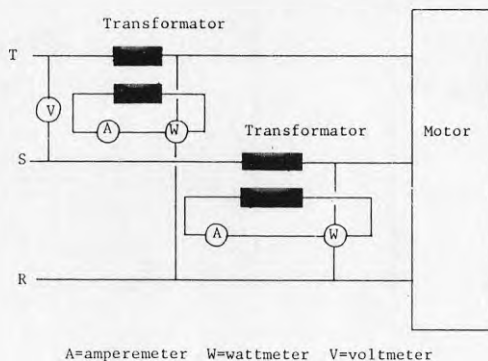 Transformator
T
V
A
W
Transformator
Motor
S
A
W
R
A=amperemeter W=wattmeter V=voltmeter